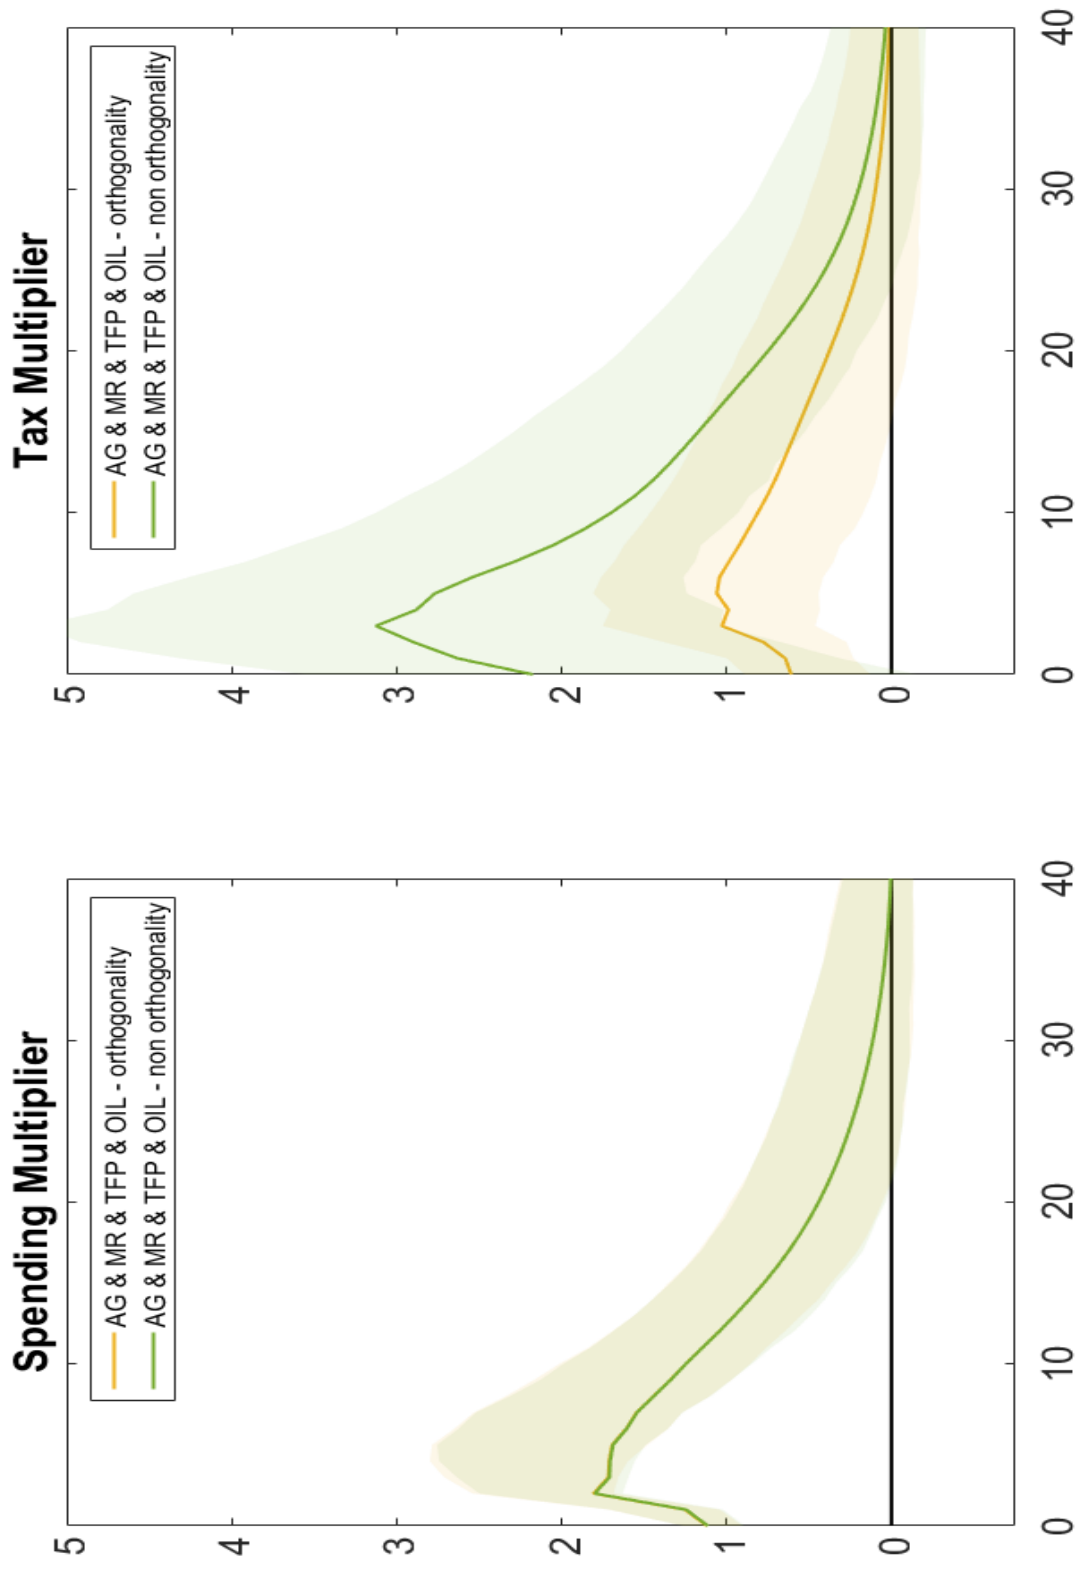 Spending Multiplier
AG & MR & TFP & OIL - orthogonality
AG & MR & TFP & OIL - non orthogonality
5
4
3
2
1
0
0 10 20 30 40
Tax Multiplier
AG & MR & TFP & OIL - orthogonality
AG & MR & TFP & OIL - non orthogonality
5
4
3
2
1
0
0 10 20 30 40